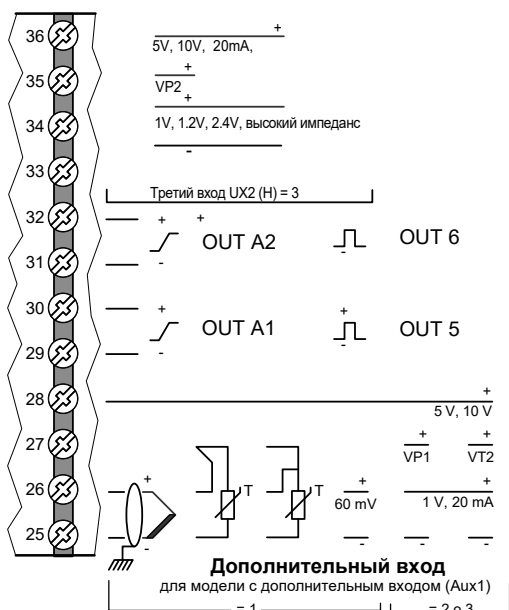 36
+
5V, 10V, 20mA,
35
+
VP2
+
34
1V, 1.2V, 2.4V, высокий импеданс
-
33
Третий вход UX2 (H) = 3
32
+ +
OUT A2
OUT 6
31
- -
30
+ +
OUT A1
OUT 5
29
- -
28
+
5 V, 10 V
27
+ +
VP1 VT2
26
+ T T + +
60 mV 1 V, 20 mA
25
- - - -
Дополнительный вход
для модели с дополнительным входом (Aux1)
= 1 = 2 o 3